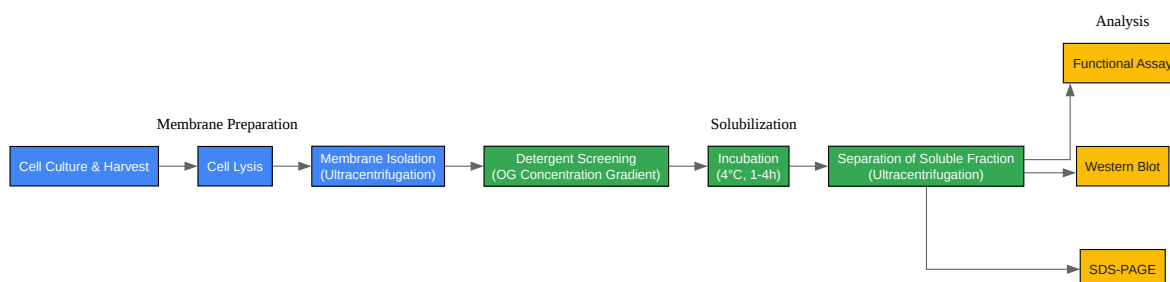 Analysis
Functional Assay
Membrane Preparation
Solubilization
Cell Culture & Harvest
Cell Lysis
Membrane Isolation
(Ultracentrifugation)
Detergent Screening
(OG Concentration Gradient)
Incubation
(4°C, 1-4h)
Separation of Soluble Fraction
(Ultracentrifugation)
Western Blot
SDS-PAGE